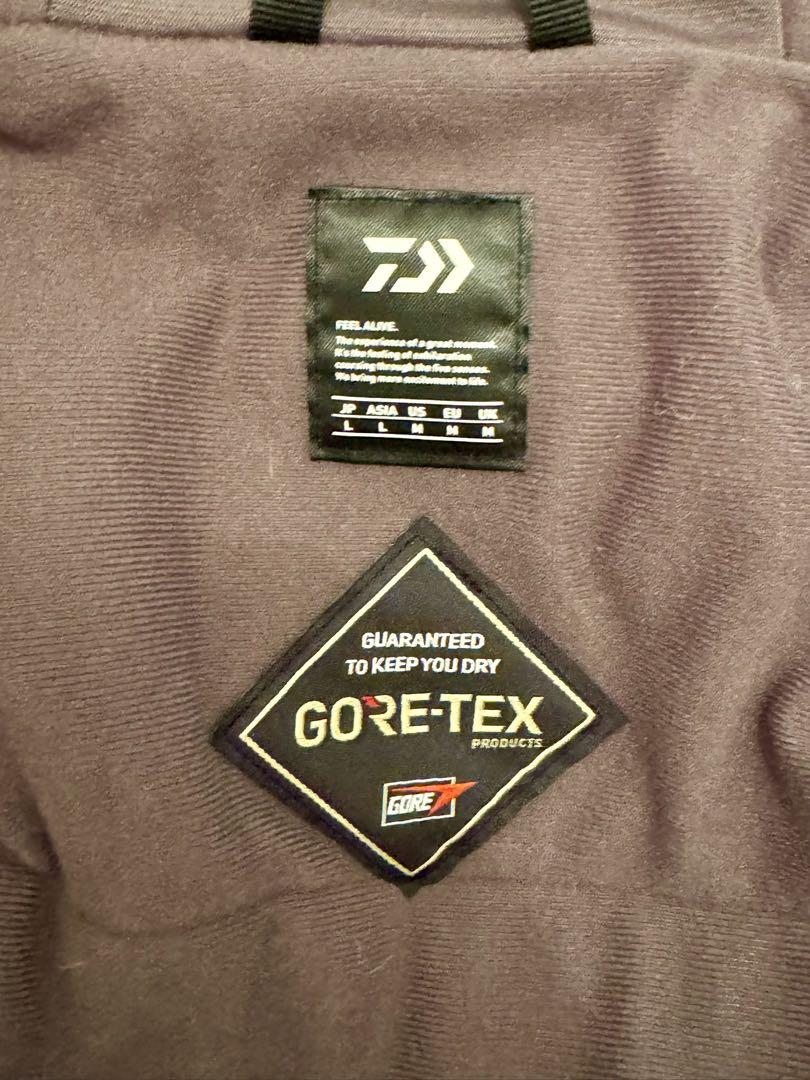 FEEL ALIVE.
The experience of a great moment.
It's the feeling of exhilaration
coursing through the five senses.
We bring more excitement to life.
JP ASIA US EU UK
L L M M M
GUARANTEED
TO KEEP YOU DRY
GORE-TEX
PRODUCTS
GORE